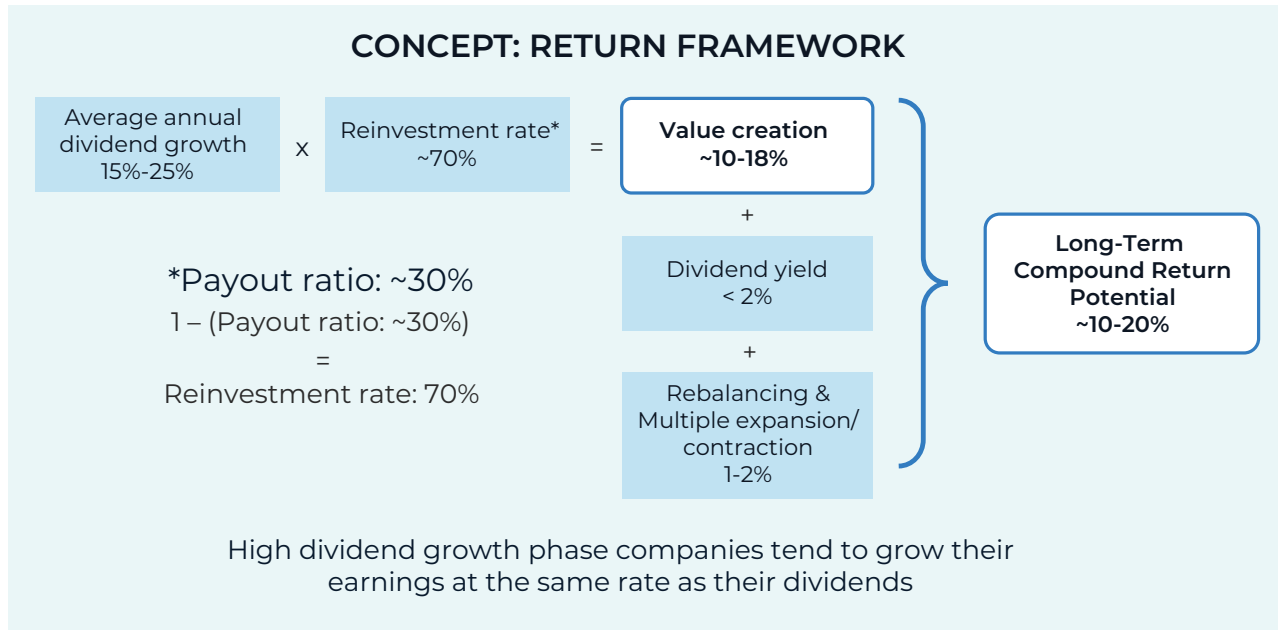 CONCEPT: RETURN FRAMEWORK
Average annual
dividend growth
15%-25%
x
Reinvestment rate*
~70%
=
Value creation
~10-18%
+
Dividend yield
< 2%
+
Rebalancing &
Multiple expansion/
contraction
1-2%
Long-Term
Compound Return
Potential
~10-20%
*Payout ratio: ~30%
1 – (Payout ratio: ~30%)
=
Reinvestment rate: 70%
High dividend growth phase companies tend to grow their
earnings at the same rate as their dividends